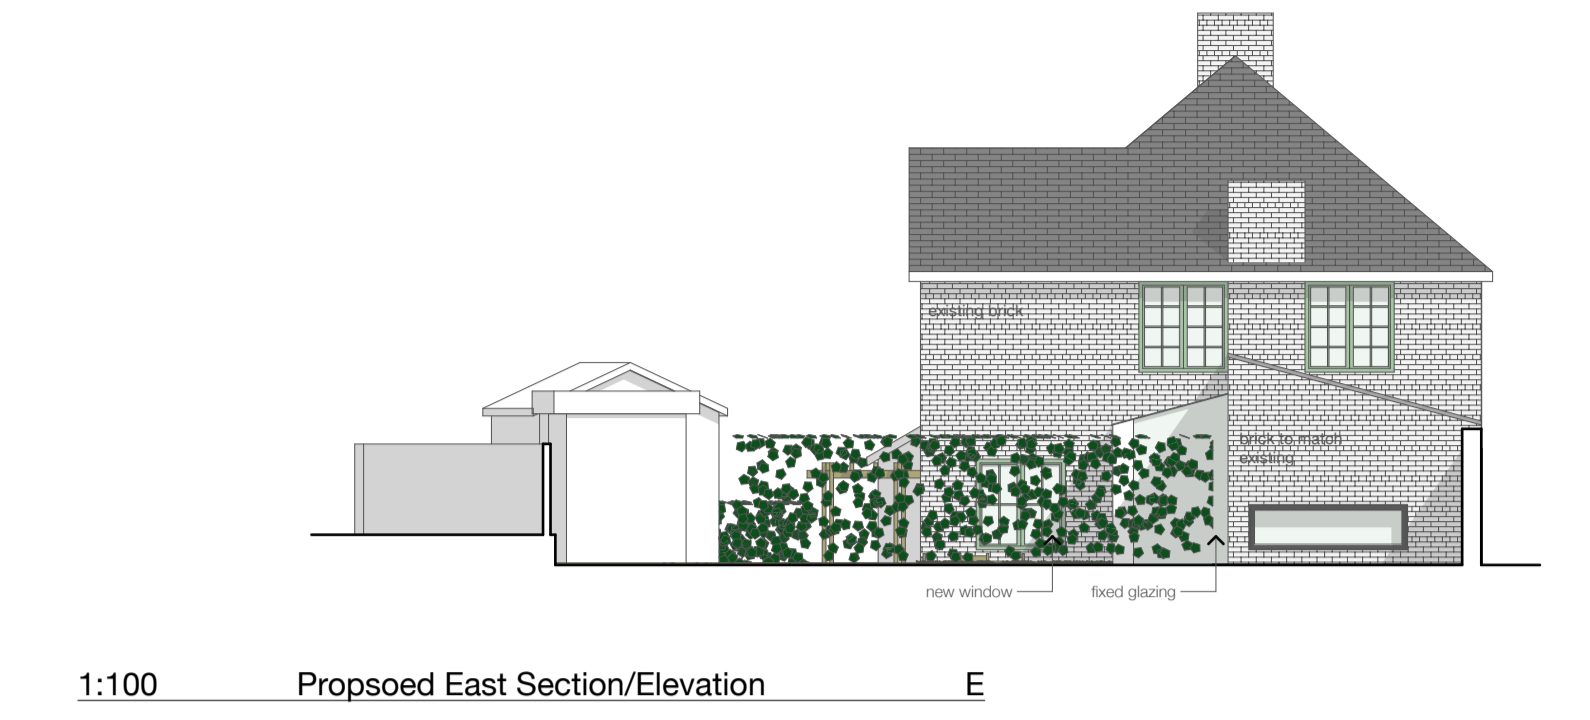 existing brick
brick to match
existing
new window
fixed glazing
1:100 Propsoed East Section/Elevation E